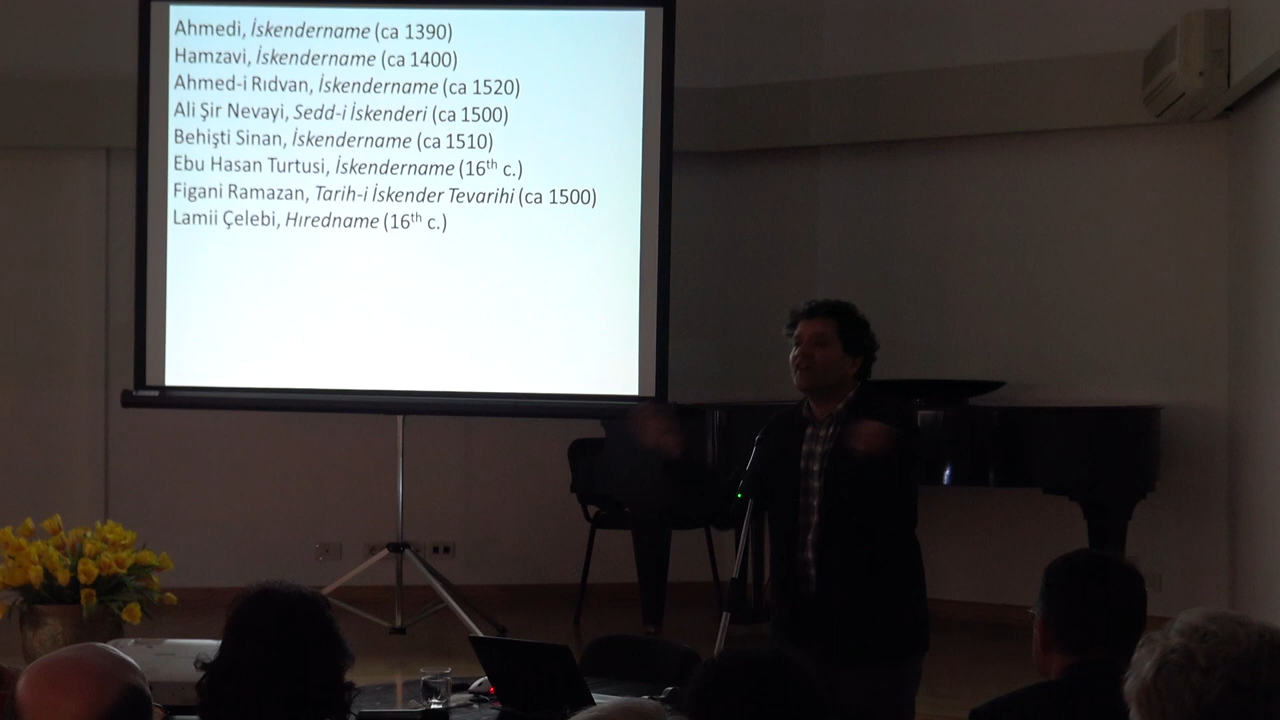 Ahmedi, İskendername (ca 1390)
Hamzavi, İskendername (ca 1400)
Ahmed-i Rıdvan, İskendername (ca 1520)
Ali Şir Nevayi, Sedd-i İskenderi (ca 1500)
Behişti Sinan, İskendername (ca 1510)
Ebu Hasan Turtusi, İskendername (16th c.)
Figani Ramazan, Tarih-i İskender Tevarihi (ca 1500)
Lamii Çelebi, Hıredname (16th c.)